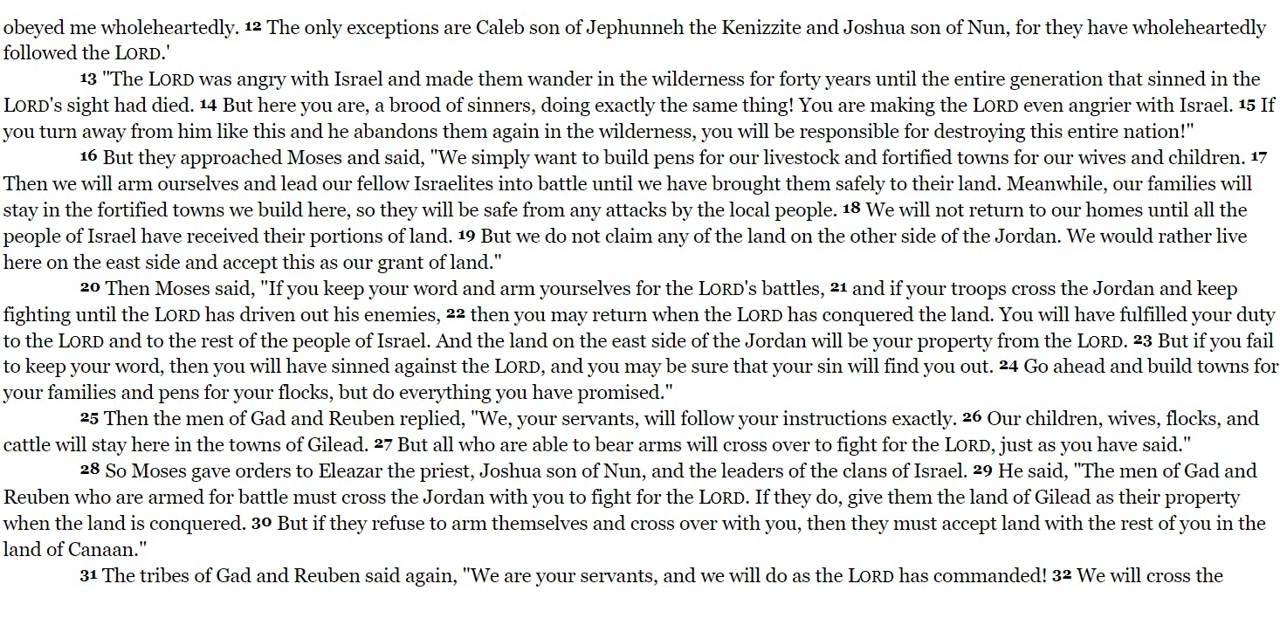 obeyed me wholeheartedly. 12 The only exceptions are Caleb son of Jephunneh the Kenizzite and Joshua son of Nun, for they have wholeheartedly
followed the LORD.'
13 "The LORD was angry with Israel and made them wander in the wilderness for forty years until the entire generation that sinned in the
LORD's sight had died. 14 But here you are, a brood of sinners, doing exactly the same thing! You are making the LORD even angrier with Israel. 15 If
you turn away from him like this and he abandons them again in the wilderness, you will be responsible for destroying this entire nation!"
16 But they approached Moses and said, "We simply want to build pens for our livestock and fortified towns for our wives and children. 17
Then we will arm ourselves and lead our fellow Israelites into battle until we have brought them safely to their land. Meanwhile, our families will
stay in the fortified towns we build here, so they will be safe from any attacks by the local people. 18 We will not return to our homes until all the
people of Israel have received their portions of land. 19 But we do not claim any of the land on the other side of the Jordan. We would rather live
here on the east side and accept this as our grant of land."
20 Then Moses said, "If you keep your word and arm yourselves for the LORD's battles, 21 and if your troops cross the Jordan and keep
fighting until the LORD has driven out his enemies, 22 then you may return when the LORD has conquered the land. You will have fulfilled your duty
to the LORD and to the rest of the people of Israel. And the land on the east side of the Jordan will be your property from the LORD. 23 But if you fail
to keep your word, then you will have sinned against the LORD, and you may be sure that your sin will find you out. 24 Go ahead and build towns for
your families and pens for your flocks, but do everything you have promised."
25 Then the men of Gad and Reuben replied, "We, your servants, will follow your instructions exactly. 26 Our children, wives, flocks, and
cattle will stay here in the towns of Gilead. 27 But all who are able to bear arms will cross over to fight for the LORD, just as you have said."
28 So Moses gave orders to Eleazar the priest, Joshua son of Nun, and the leaders of the clans of Israel. 29 He said, "The men of Gad and
Reuben who are armed for battle must cross the Jordan with you to fight for the LORD. If they do, give them the land of Gilead as their property
when the land is conquered. 30 But if they refuse to arm themselves and cross over with you, then they must accept land with the rest of you in the
land of Canaan."
31 The tribes of Gad and Reuben said again, "We are your servants, and we will do as the LORD has commanded! 32 We will cross the